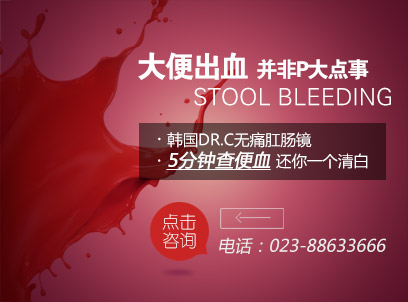 大便出血 并非P大点事
STOOL BLEEDING
·韩国DR.C无痛肛肠镜
·5分钟查便血 还你一个清白
点击
咨询
电话：023-88633666